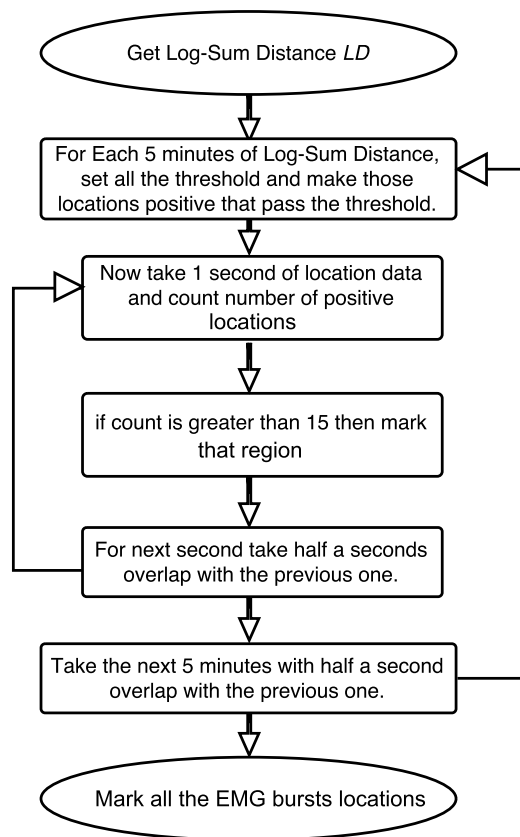 Get Log-Sum Distance LD
For Each 5 minutes of Log-Sum Distance,
set all the threshold and make those
locations positive that pass the threshold.
Now take 1 second of location data
and count number of positive
locations
if count is greater than 15 then mark
that region
For next second take half a seconds
overlap with the previous one.
Take the next 5 minutes with half a second
overlap with the previous one.
Mark all the EMG bursts locations